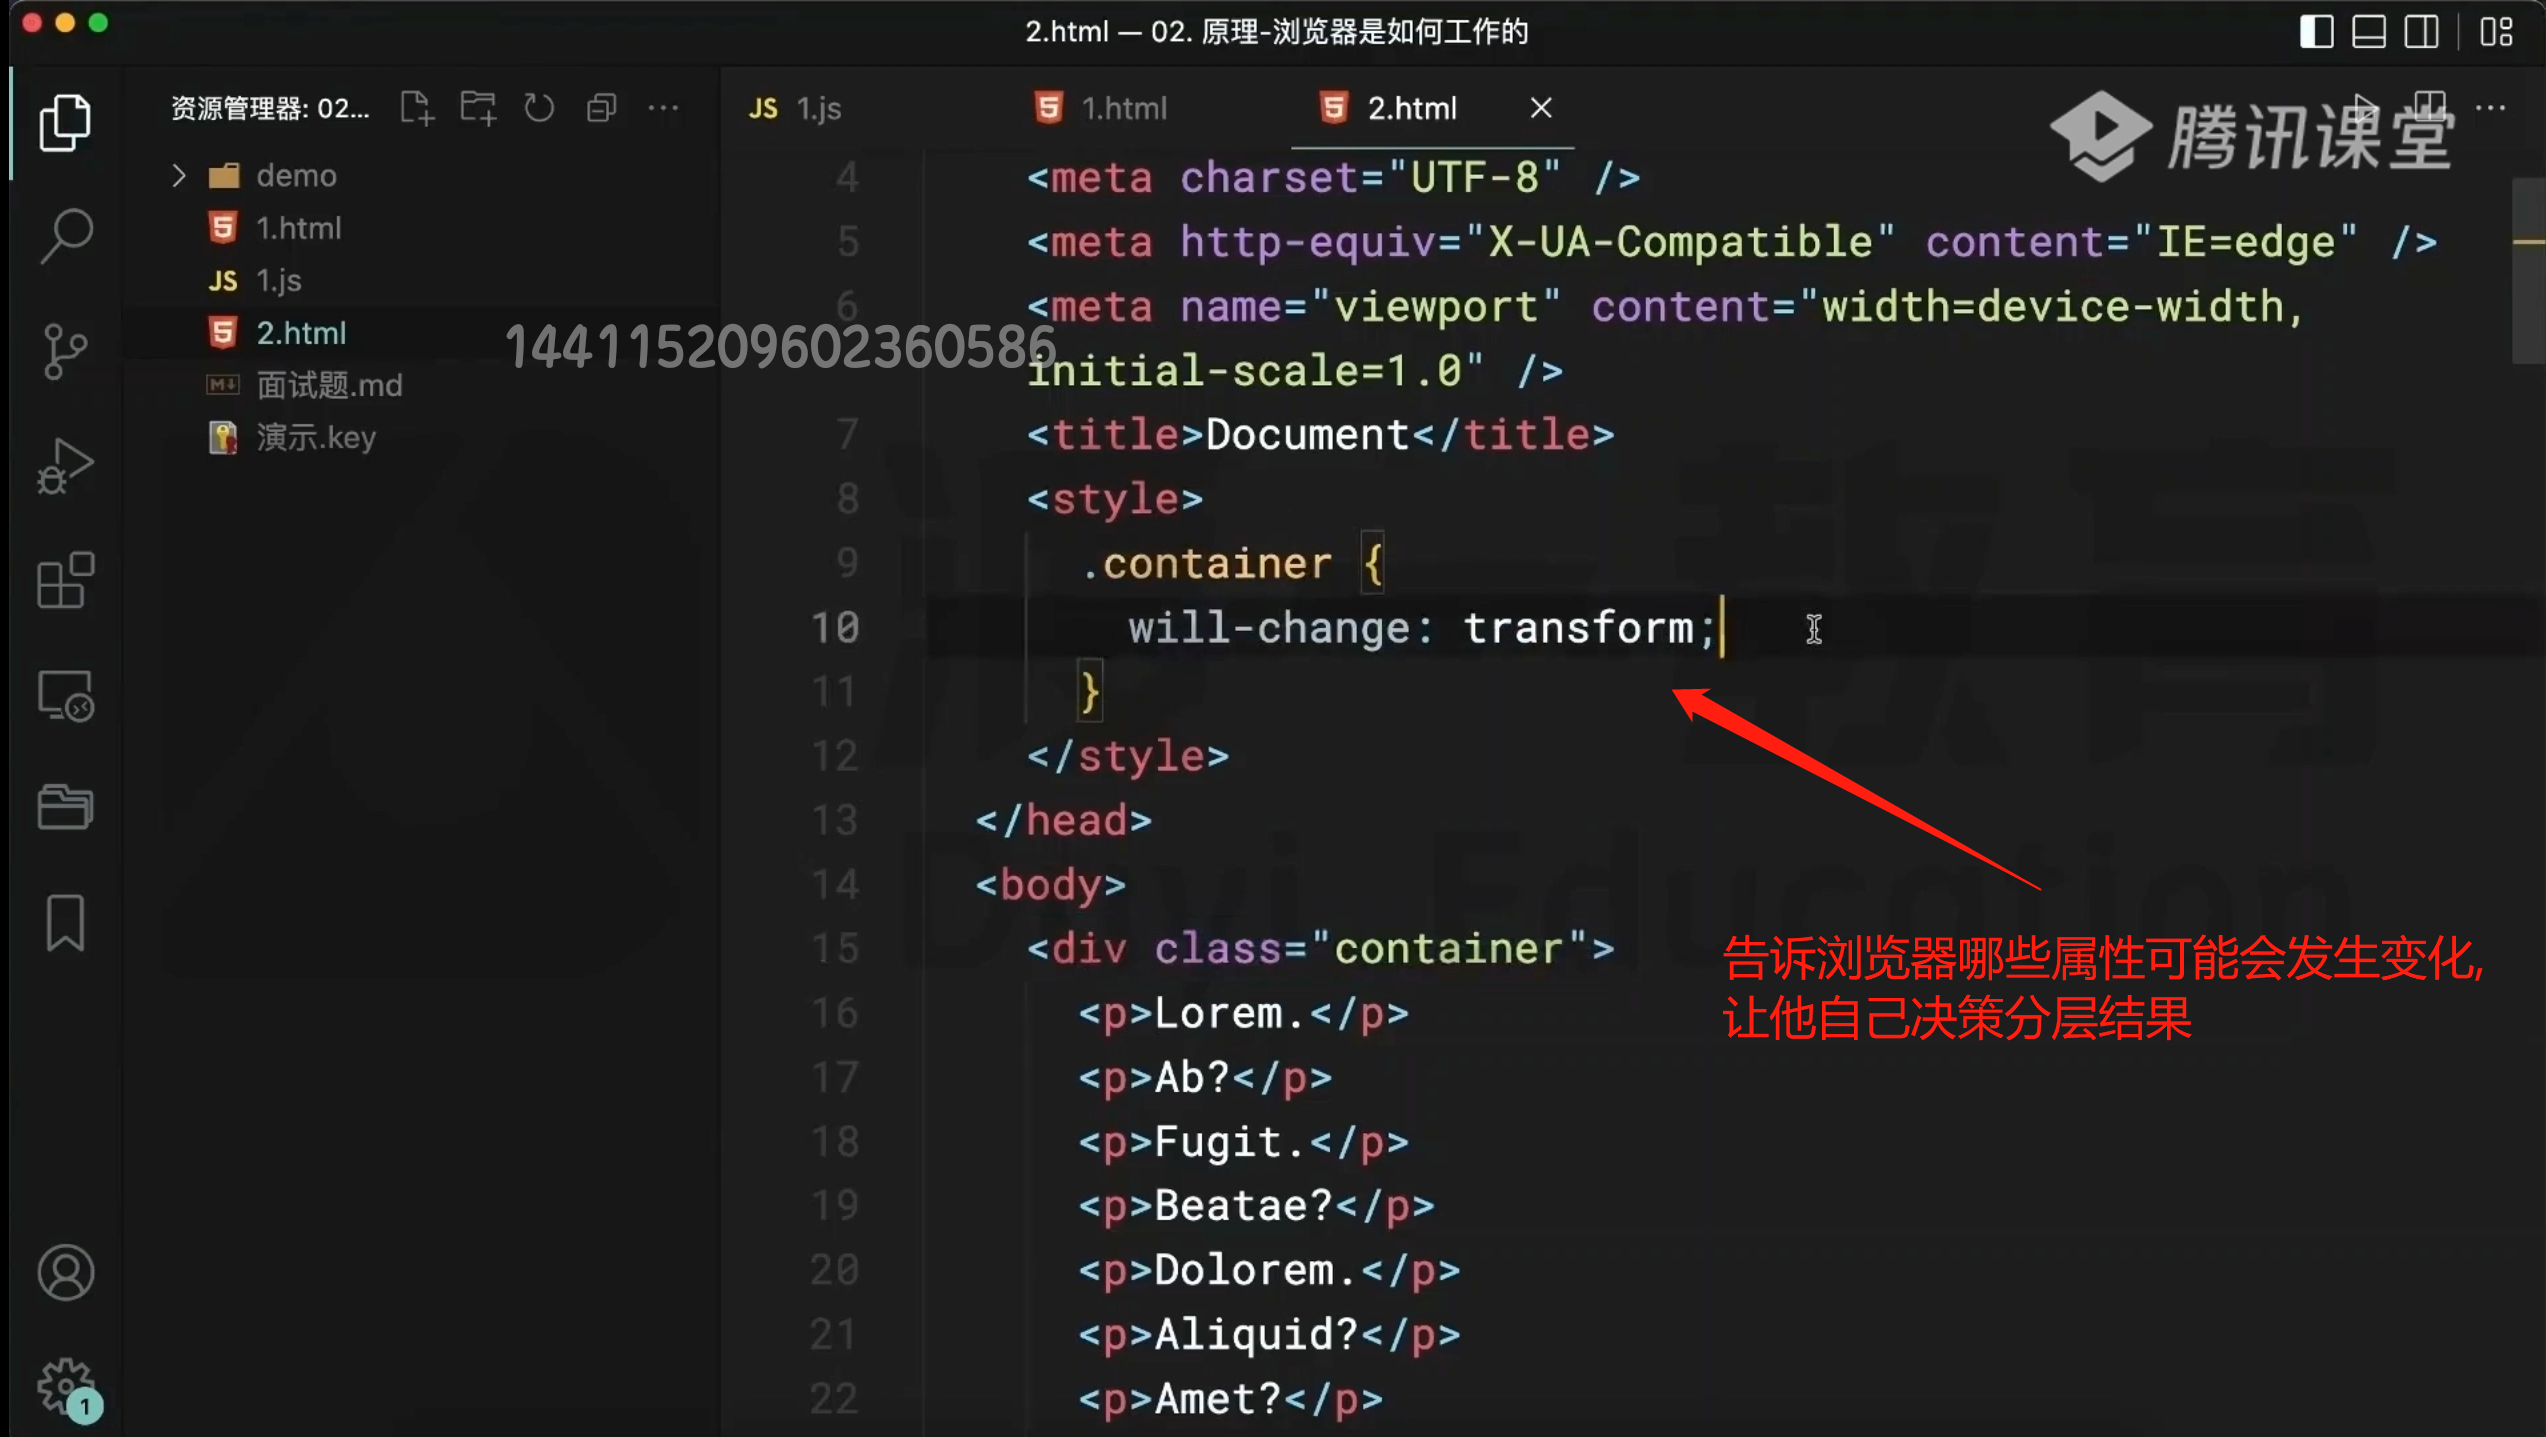 2.html — 02. 原理-浏览器是如何工作的
资源管理器: 02...
demo
1.html
JS 1.js
2.html
面试题.md
演示.key
JS 1.js
1.html
2.html
腾讯课堂
144115209602360586
4 <meta charset="UTF-8" />
5 <meta http-equiv="X-UA-Compatible" content="IE=edge" />
6 <meta name="viewport" content="width=device-width,
initial-scale=1.0" />
7 <title>Document</title>
8 <style>
9 .container {
10 will-change: transform;
11 }
12 </style>
13 </head>
14 <body>
15 <div class="container">
16 <p>Lorem.</p>
17 <p>Ab?</p>
18 <p>Fugit.</p>
19 <p>Beatae?</p>
20 <p>Dolorem.</p>
21 <p>Aliquid?</p>
22 <p>Amet?</p>
告诉浏览器哪些属性可能会发生变化,
让他自己决策分层结果
1